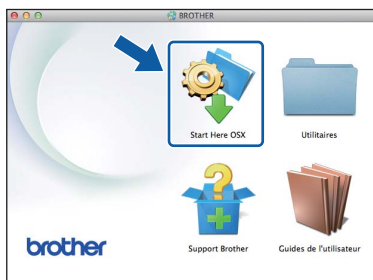 BROTHER
Start Here OSX
Utilitaires
Support Brother
Guides de l'utilisateur
brother